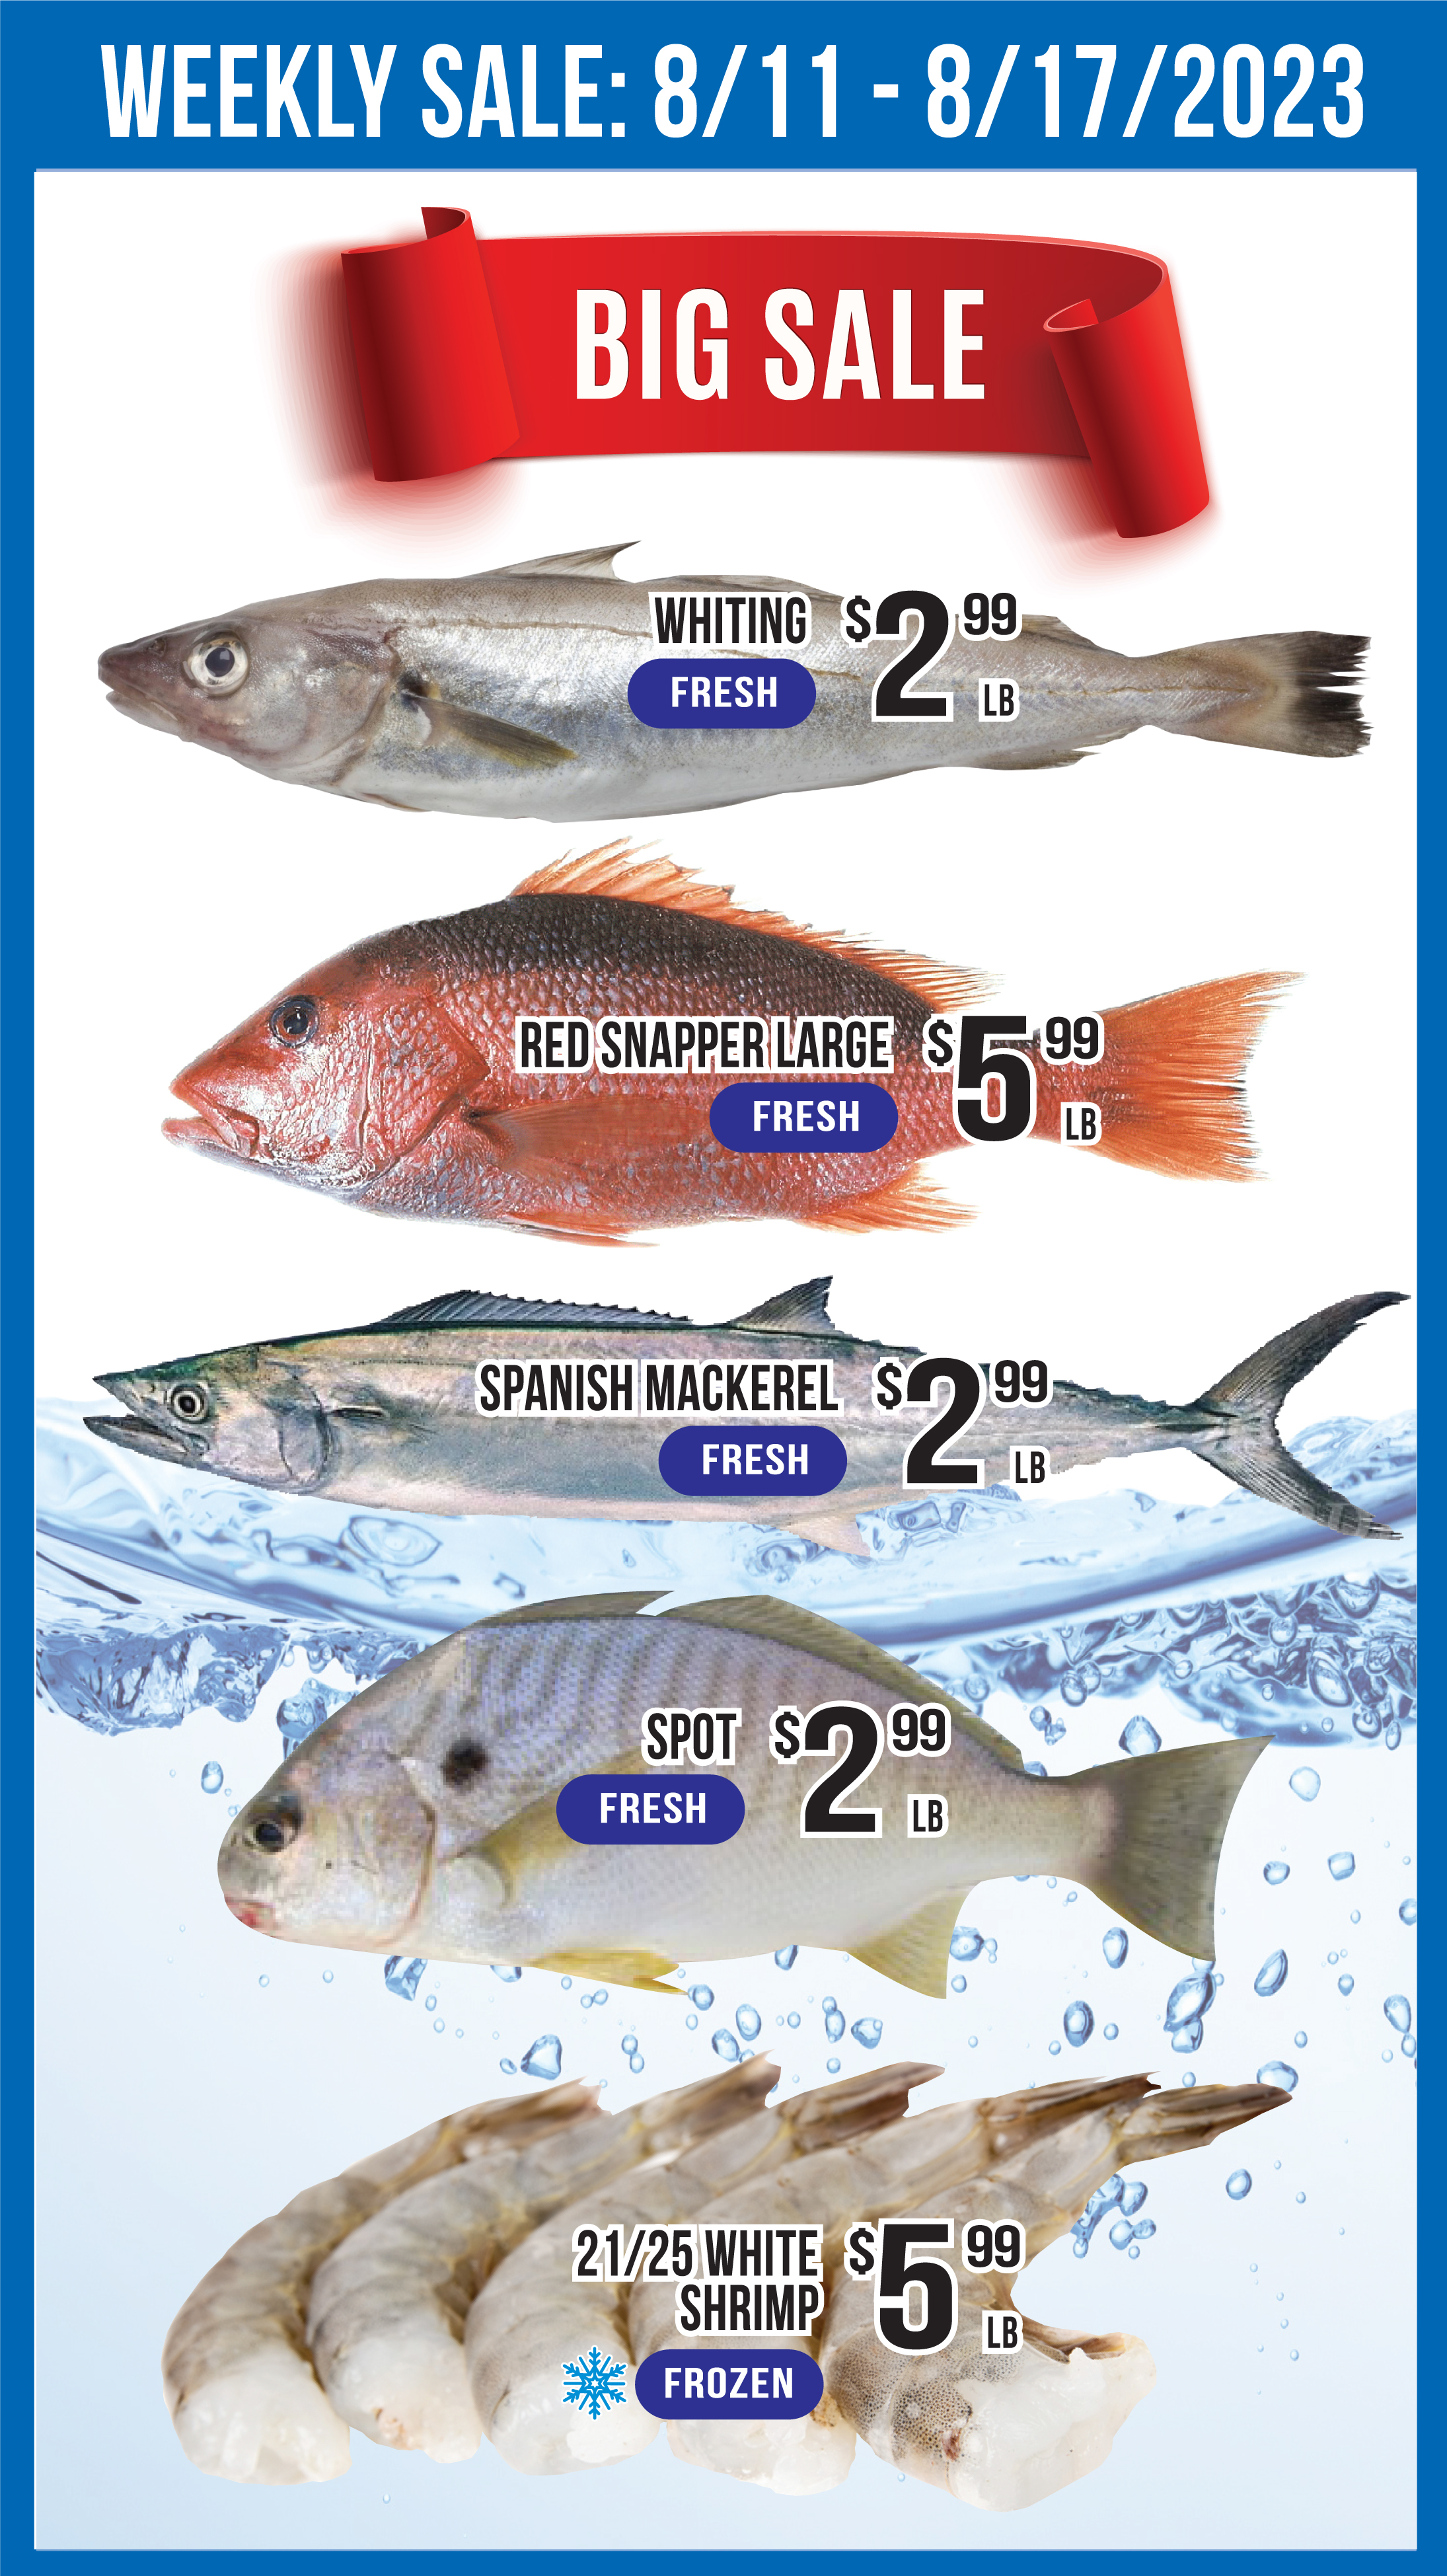 WEEKLY SALE: 8/11 - 8/17/2023
BIG SALE
WHITING $2 99
FRESH LB
RED SNAPPER LARGE $5 99
FRESH LB
SPANISH MACKEREL $2 99
FRESH LB
SPOT $2 99
FRESH LB
21/25 WHITE $5 99
SHRIMP LB
FROZEN